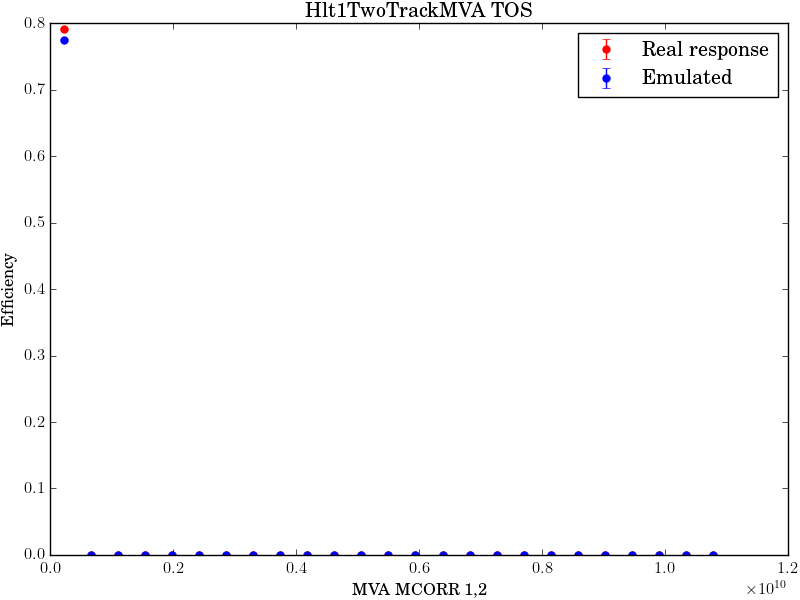 Hlt1TwoTrackMVA TOS
Real response
Emulated
0.8
0.7
0.6
0.5
0.4
0.3
0.2
0.1
0.0
Efficiency
0.0 0.2 0.4 0.6 0.8 1.0 1.2
×10¹⁰
MVA MCORR 1,2